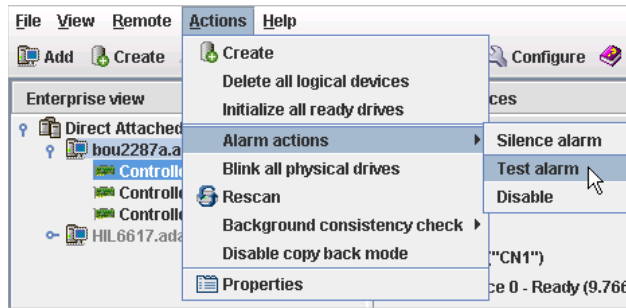 File View Remote Actions Help
Add Create Configure
Create
Delete all logical devices
Initialize all ready drives
Alarm actions
Blink all physical drives
Rescan
Background consistency check
Disable copy back mode
Properties
Silence alarm
Test alarm
Disable
Enterprise view
Direct Attached
bou2287a.a
Controlle
Controlle
Controlle
HIL6617.ada
ces
"CN1")
ce 0 - Ready (9.766